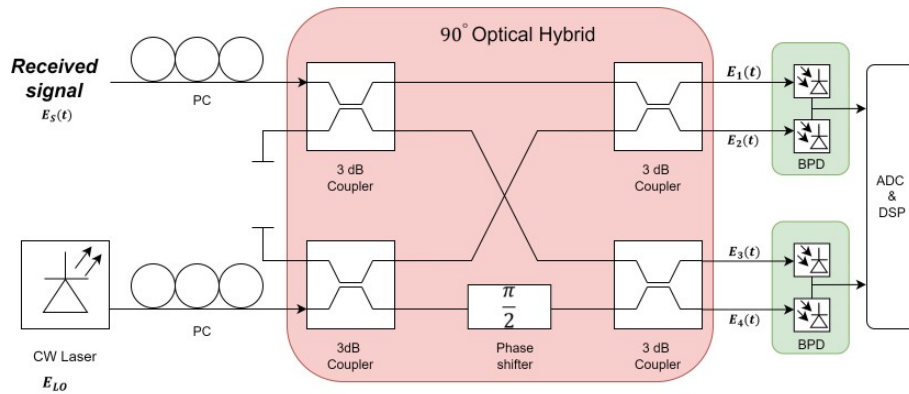 90° Optical Hybrid
Received
signal
E_S(t)
PC
3 dB
Coupler
3 dB
Coupler
E_1(t)
E_2(t)
BPD
ADC
&
DSP
CW Laser
E_LO
PC
3dB
Coupler
π
2
Phase
shifter
3 dB
Coupler
E_3(t)
E_4(t)
BPD